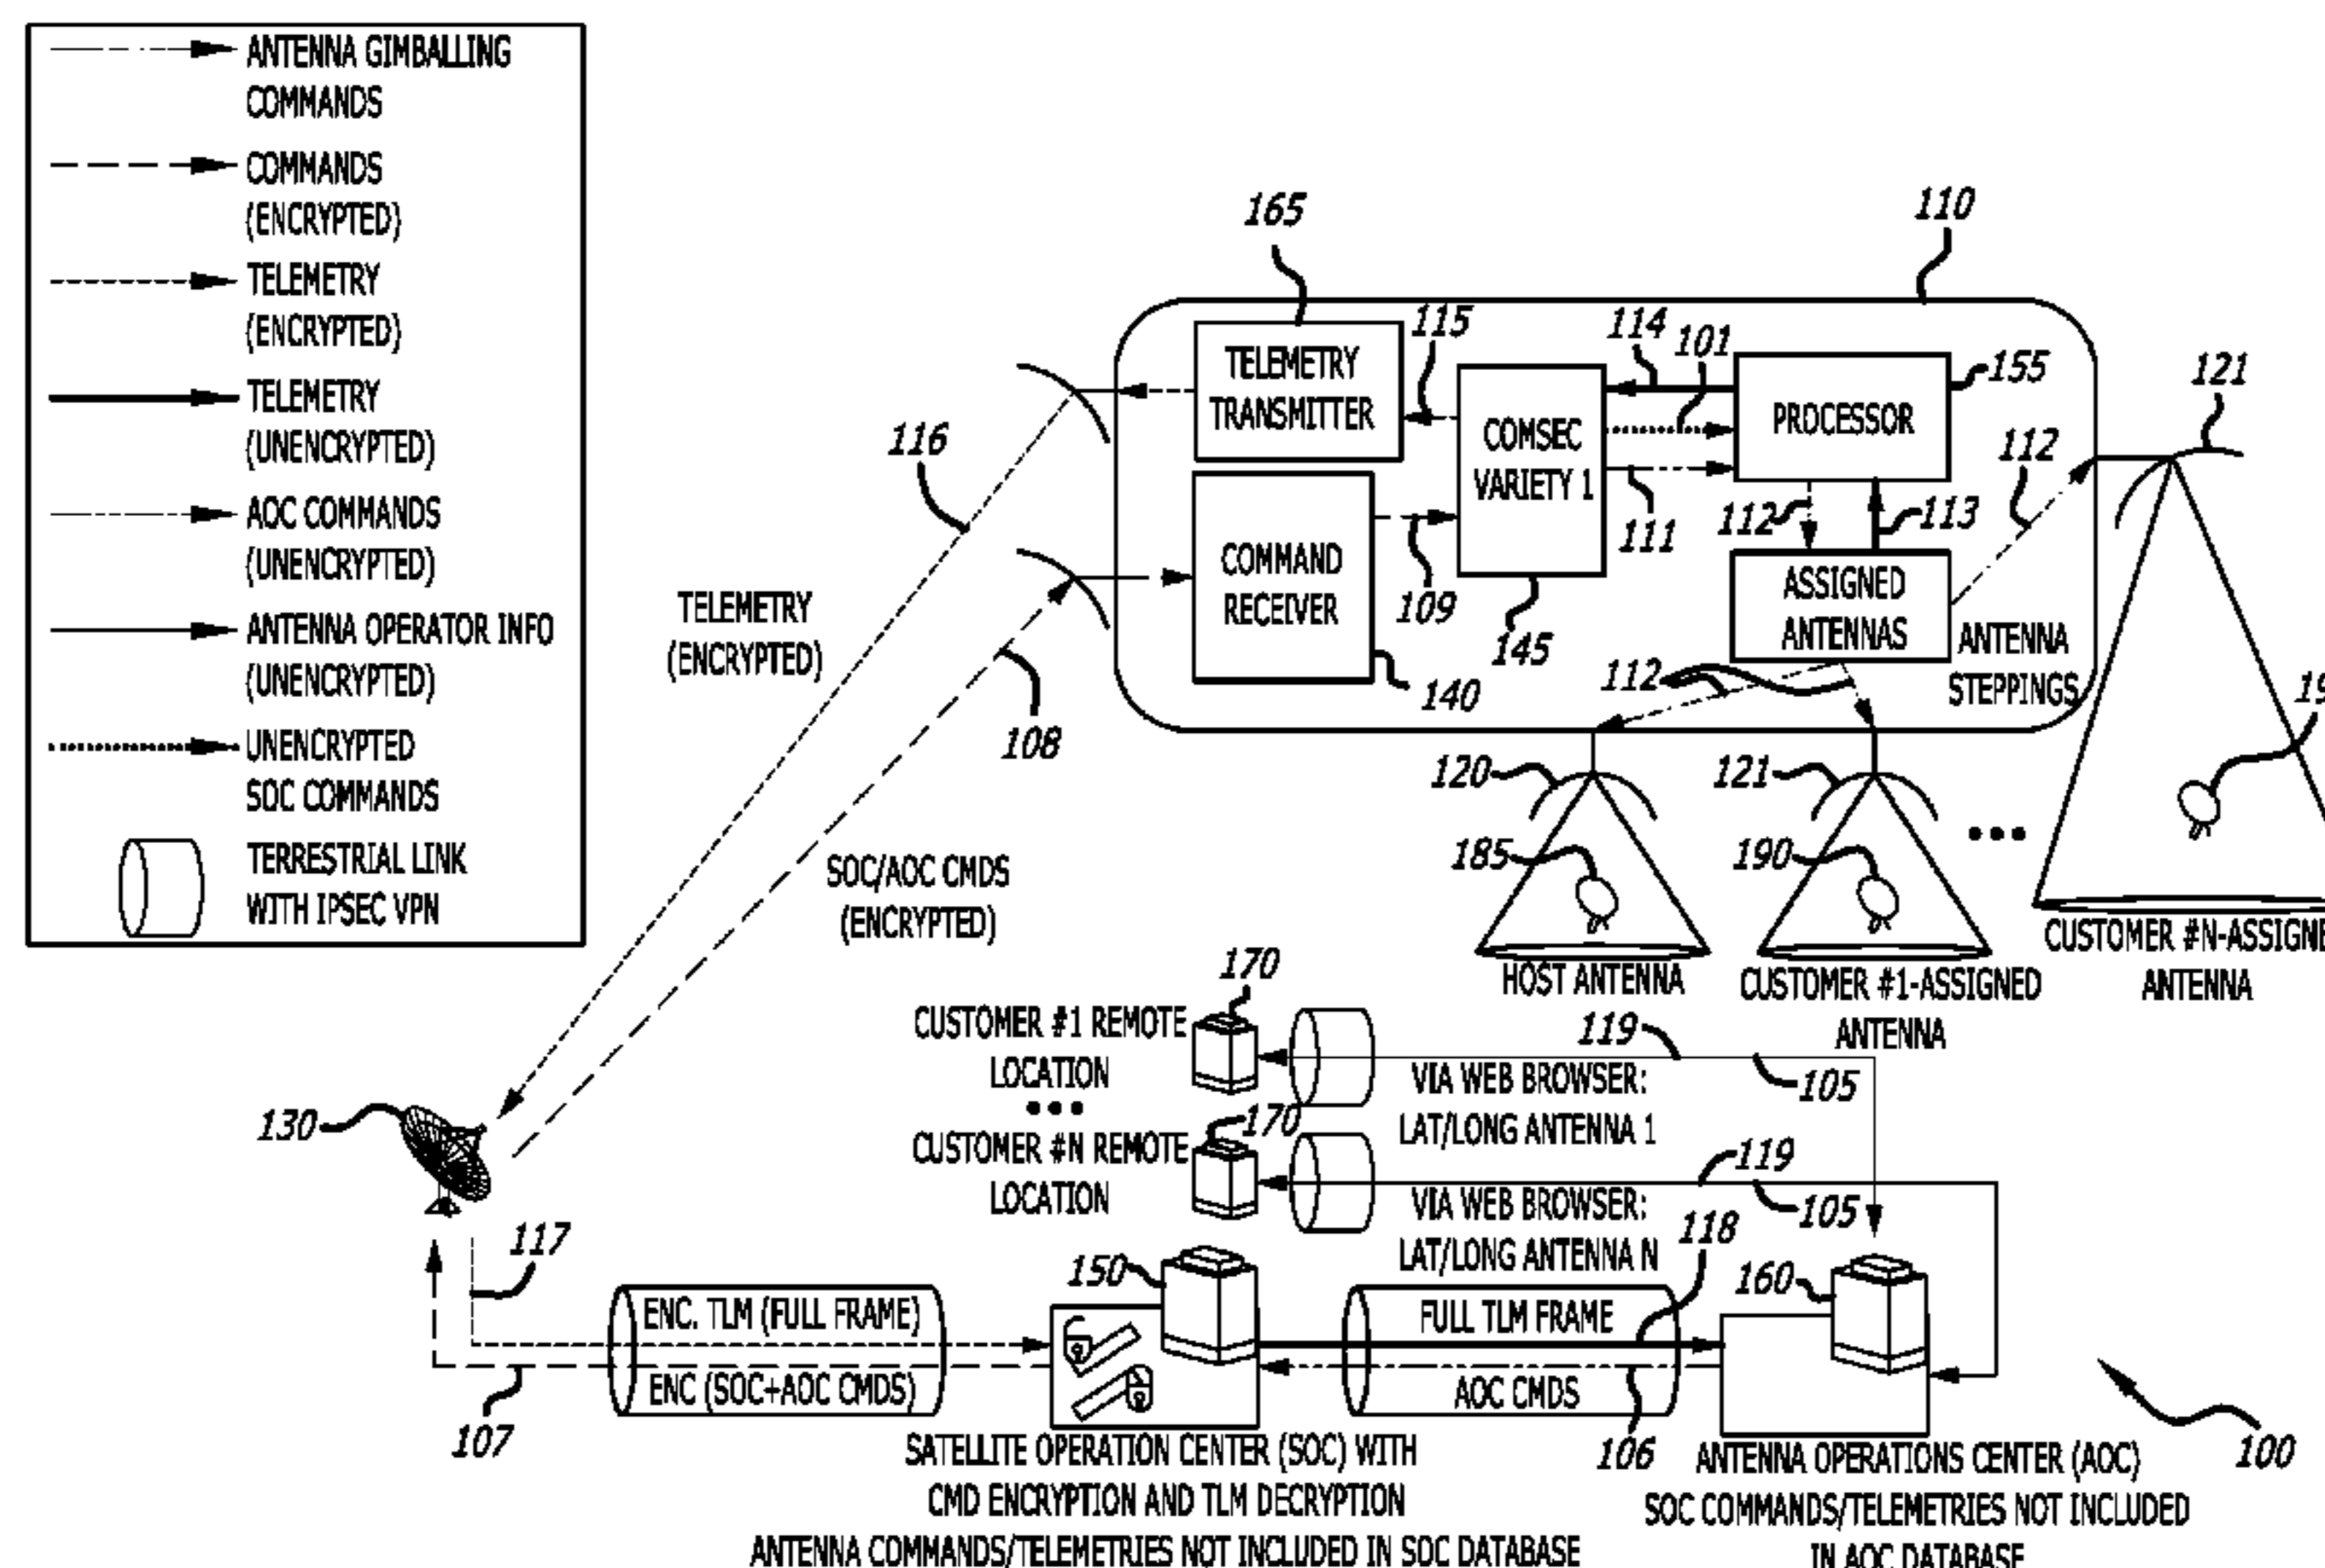 ANTENNA GIMBALLING
COMMANDS
COMMANDS
(ENCRYPTED)
TELEMETRY
(ENCRYPTED)
TELEMETRY
(UNENCRYPTED)
AOC COMMANDS
(UNENCRYPTED)
ANTENNA OPERATOR INFO
(UNENCRYPTED)
UNENCRYPTED
SOC COMMANDS
TERRESTRIAL LINK
WITH IPSEC VPN
110
165
115
114
101
TELEMETRY
TRANSMITTER
COMSEC
VARIETY 1
PROCESSOR
155
121
116
112
111
112
113
COMMAND
RECEIVER
109
145
140
ASSIGNED
ANTENNAS
ANTENNA
STEPPINGS
112
TELEMETRY
(ENCRYPTED)
108
120
121
185
190
SOC/AOC CMDS
(ENCRYPTED)
HOST ANTENNA
CUSTOMER #1-ASSIGNED
ANTENNA
CUSTOMER #N-ASSIGNE
ANTENNA
170
CUSTOMER #1 REMOTE
LOCATION
119
105
VIA WEB BROWSER:
LAT/LONG ANTENNA 1
130
170
CUSTOMER #N REMOTE
LOCATION
119
105
VIA WEB BROWSER:
LAT/LONG ANTENNA N
118
117
150
160
ENC. TLM (FULL FRAME)
ENC (SOC+AOC CMDS)
FULL TLM FRAME
AOC CMDS
107
106
100
SATELLITE OPERATION CENTER (SOC) WITH
CMD ENCRYPTION AND TLM DECRYPTION
ANTENNA COMMANDS/TELEMETRIES NOT INCLUDED IN SOC DATABASE
ANTENNA OPERATIONS CENTER (AOC)
SOC COMMANDS/TELEMETRIES NOT INCLUDED
IN AOC DATABASE